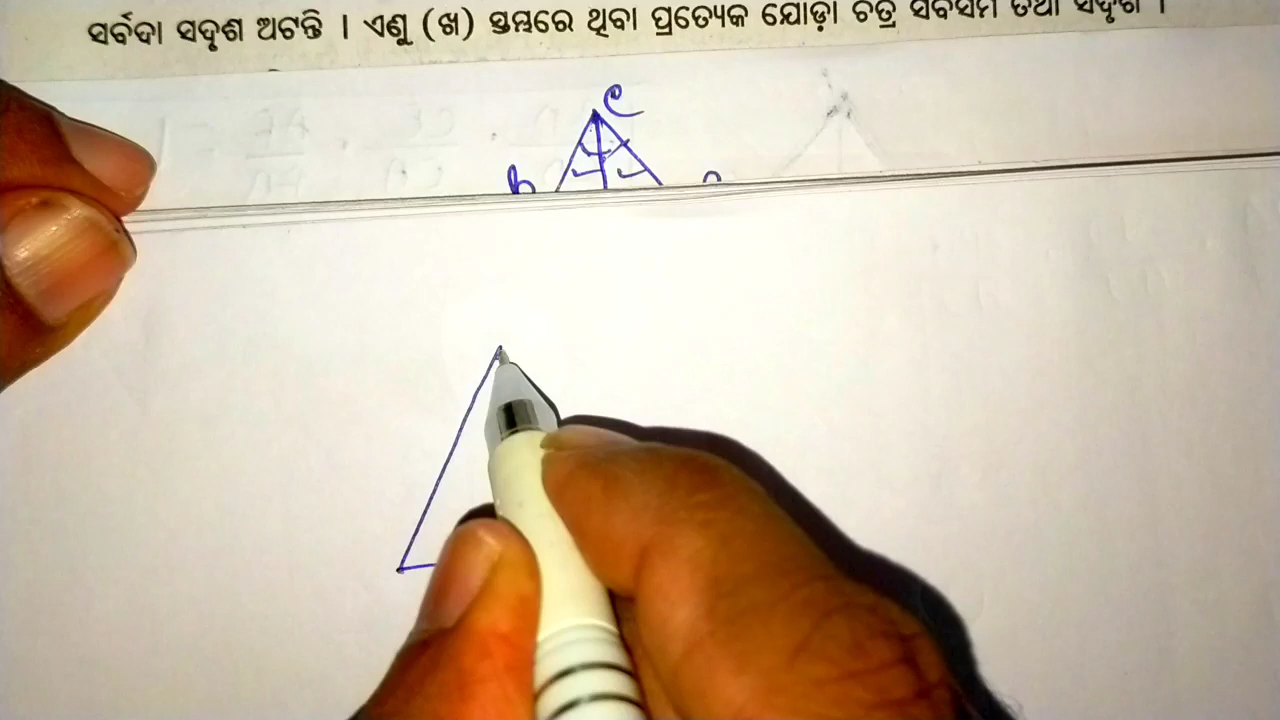 ସର୍ବଦା ସଦୃଶ ଅଟନ୍ତି । ଏଣୁ (ଖ) ସ୍ତମ୍ଭରେ ଥିବା ପ୍ରତ୍ୟେକ ଯୋଡ଼ା ଚିତ୍ର ସର୍ବସମ ତଥା ସଦୃଶ ।
C
b